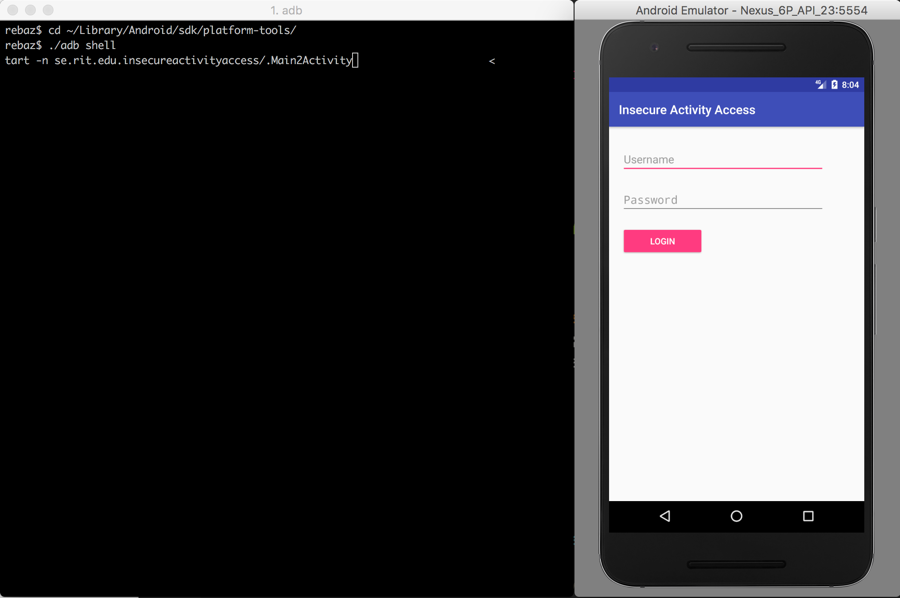 1. adb
rebaz$ cd ~/Library/Android/sdk/platform-tools/
rebaz$ ./adb shell
tart -n se.rit.edu.insecureactivityaccess/.Main2Activity <
Android Emulator - Nexus_6P_API_23:5554
4G 8:04
Insecure Activity Access
Username
Password
LOGIN